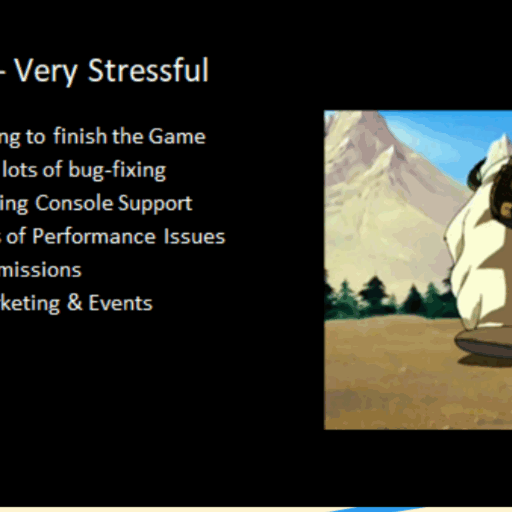 - Very Stressful
ng to finish the Game
lots of bug-fixing
ing Console Support
s of Performance Issues
missions
keting & Events